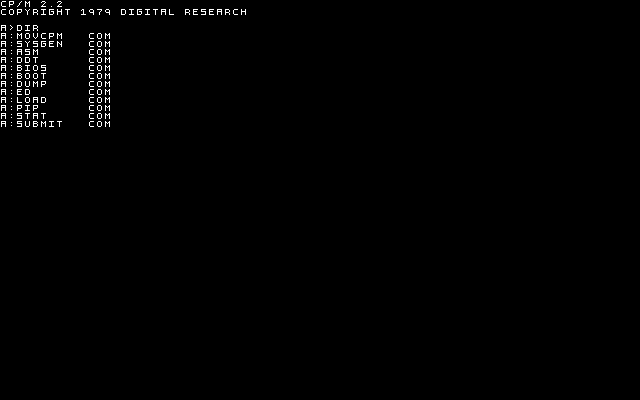 CP/M 2.2
COPYRIGHT 1979 DIGITAL RESEARCH
A>DIR
A:MOVCPM   COM
A:SYSGEN   COM
A:ASM      COM
A:DDT      COM
A:BIOS     COM
A:BOOT     COM
A:DUMP     COM
A:ED       COM
A:LOAD     COM
A:PIP      COM
A:STAT     COM
A:SUBMIT   COM